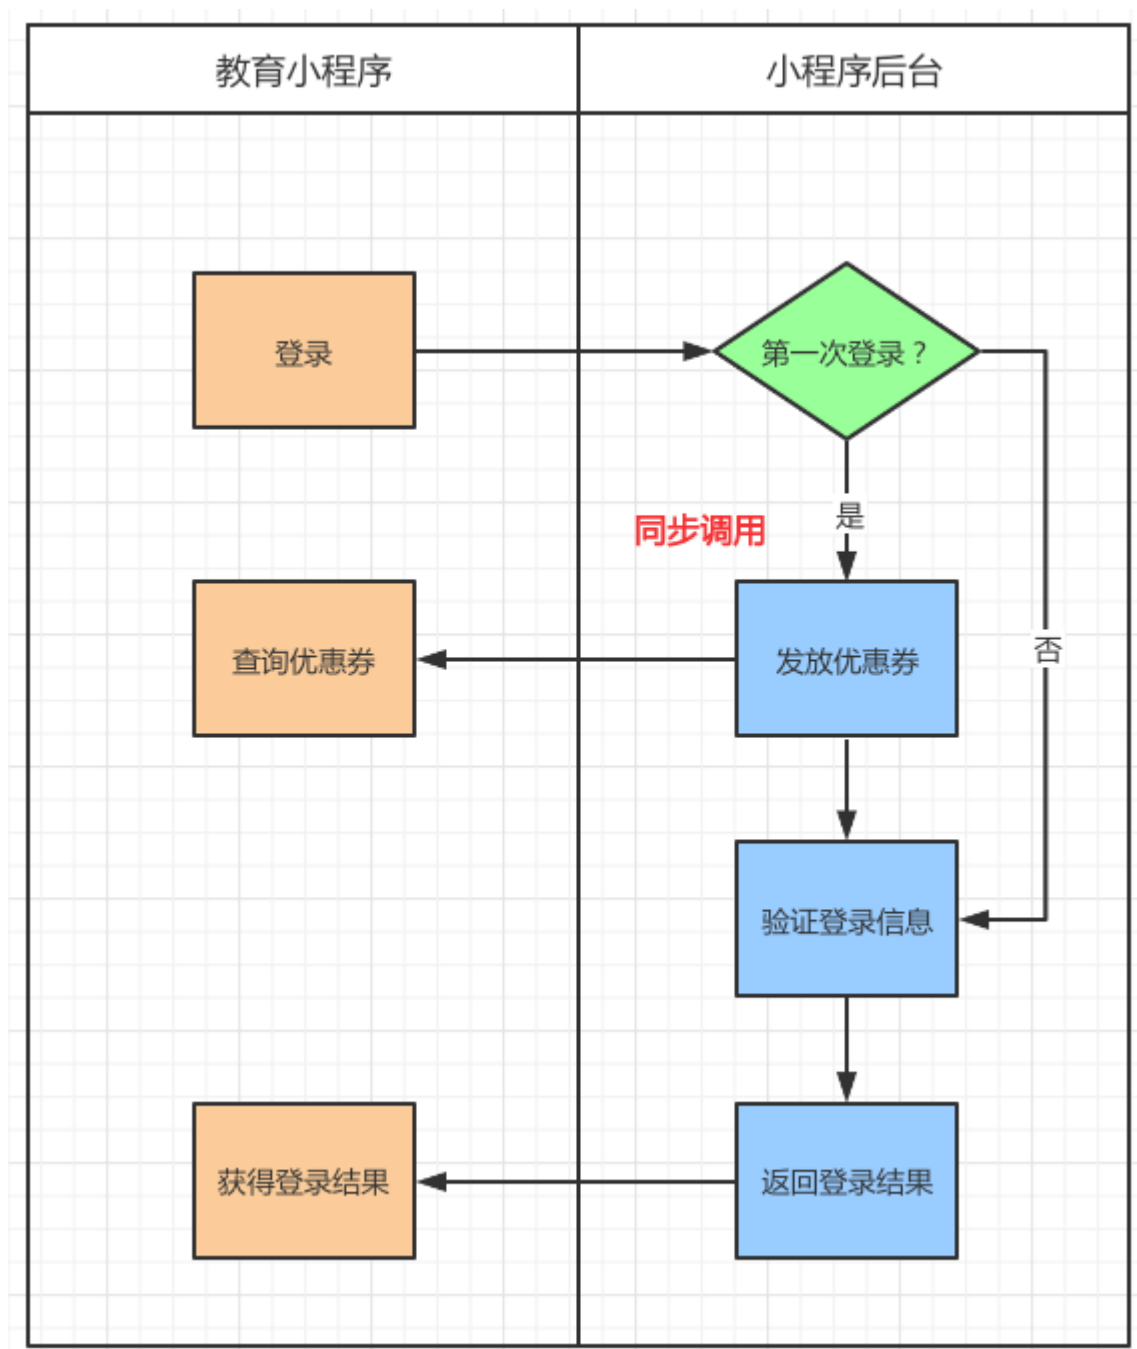 教育小程序
小程序后台
登录
第一次登录？
是
同步调用
查询优惠券
发放优惠券
否
验证登录信息
获得登录结果
返回登录结果